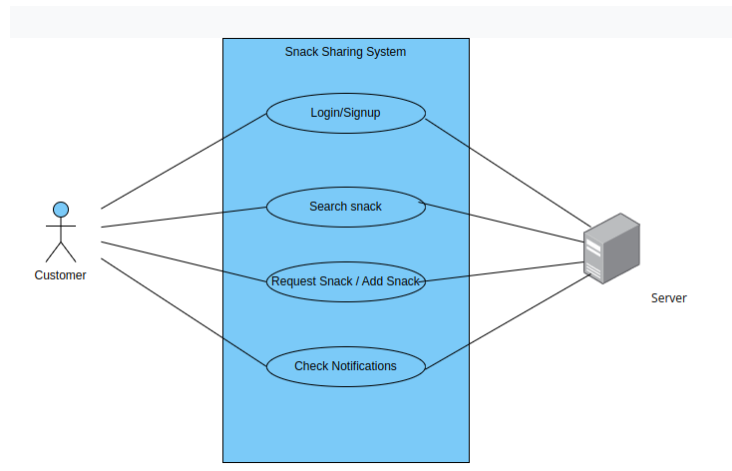 Snack Sharing System
Login/Signup
Search snack
Request Snack / Add Snack
Customer
Server
Check Notifications